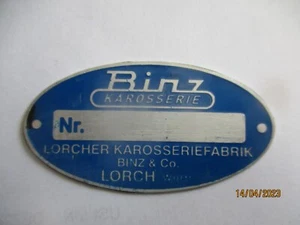 Binz
KAROSSERIE
Nr.
LORCHER KAROSSERIEFABRIK
BINZ & Co.
LORCH
14/04/2023